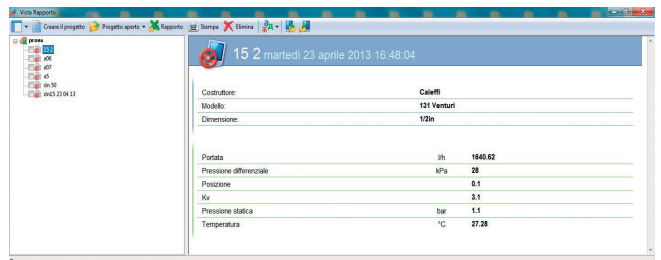 Vista Rapporto
Creare il progetto Progetto aperto Rapporto Stampa Elimina
prova
15 2
a06
a07
a5
dn 50
dn15 23 04 13
15 2 martedì 23 aprile 2013 16:48:04
Costruttore: Caleffi
Modello: 131 Venturi
Dimensione: 1/2in
Portata l/h 1640.62
Pressione differenziale kPa 28
Posizione 0.1
Kv 3.1
Pressione statica bar 1.1
Temperatura °C 27.28